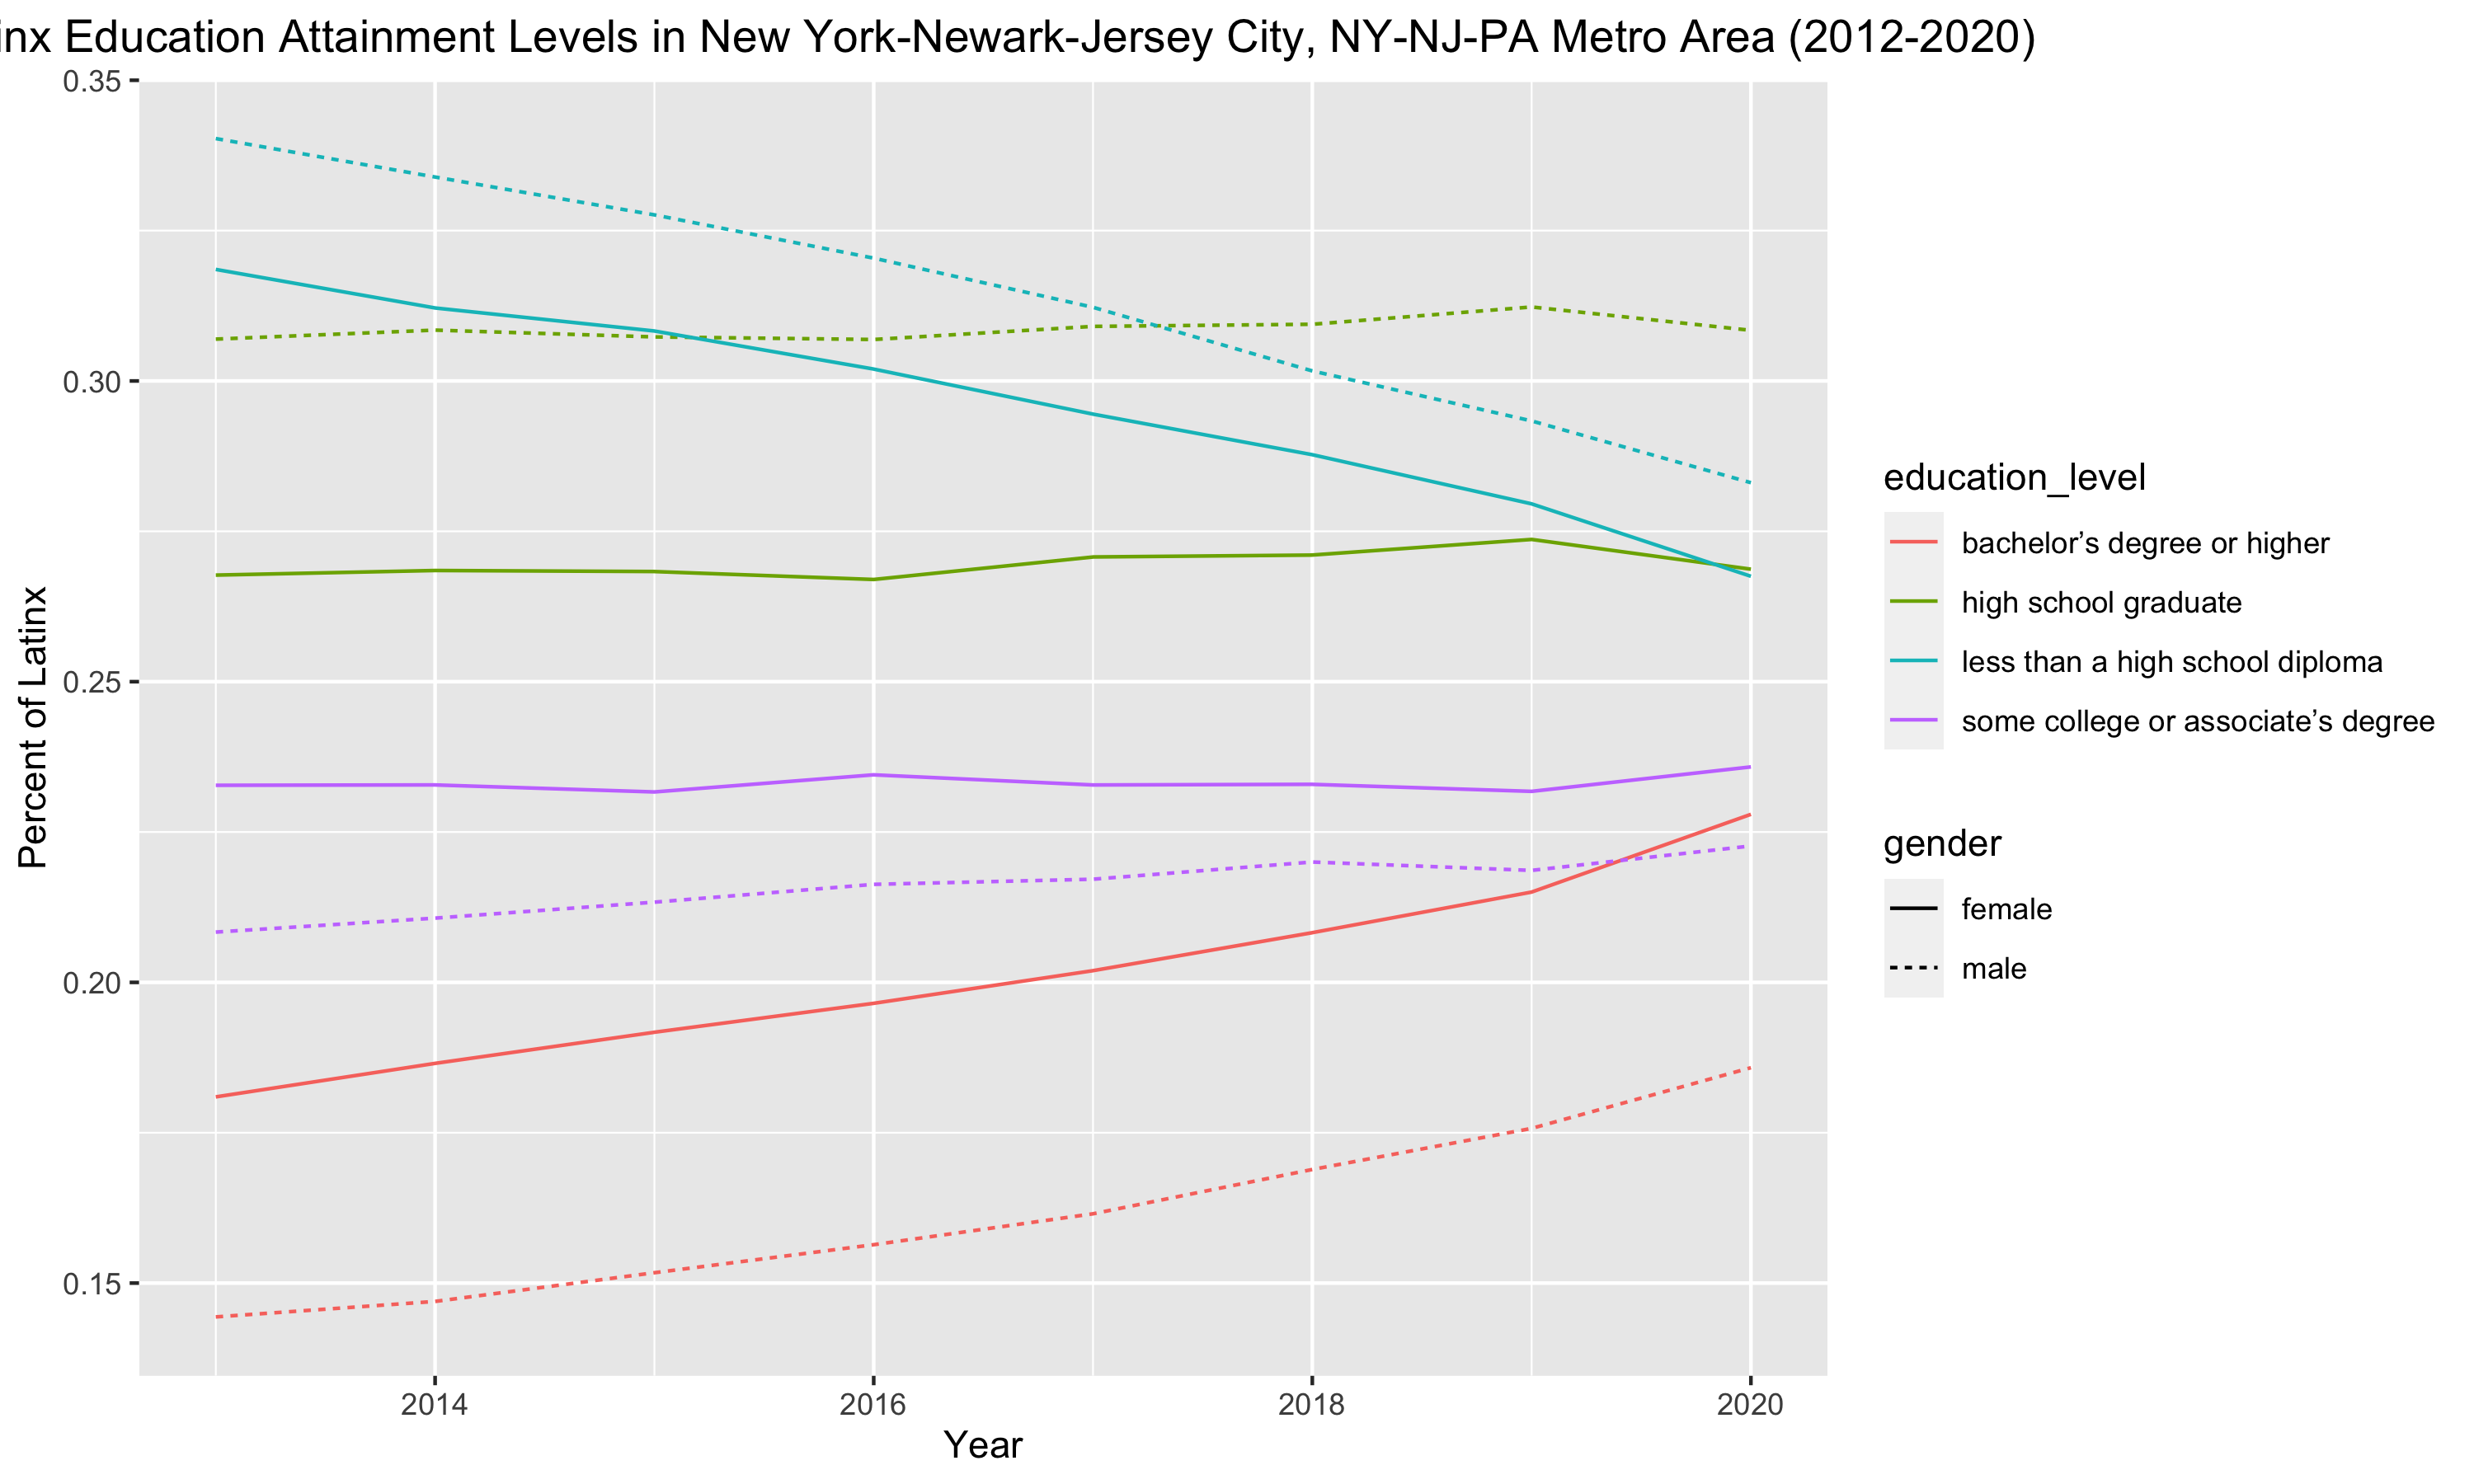 inx Education Attainment Levels in New York-Newark-Jersey City, NY-NJ-PA Metro Area (2012-2020)
0.35
0.30
0.25
0.20
0.15
Percent of Latinx
2014
2016
2018
2020
Year
education_level
bachelor’s degree or higher
high school graduate
less than a high school diploma
some college or associate’s degree
gender
female
male